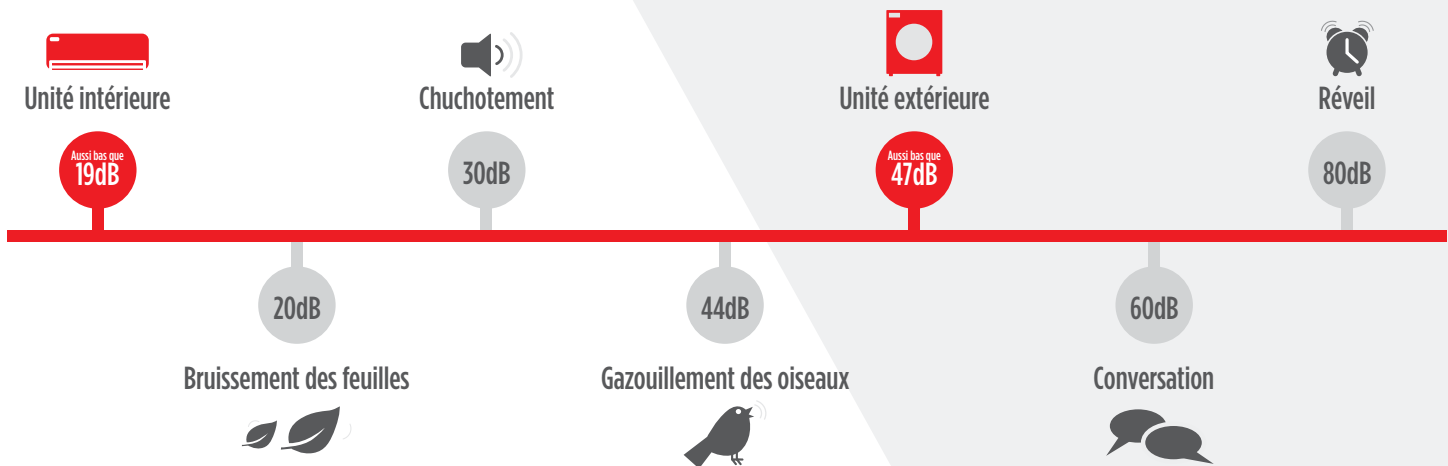 Unité intérieure
Aussi bas que
19dB
Bruissement des feuilles
20dB
Chuchotement
30dB
Gazouillement des oiseaux
44dB
Unité extérieure
Aussi bas que
47dB
Conversation
60dB
Réveil
80dB